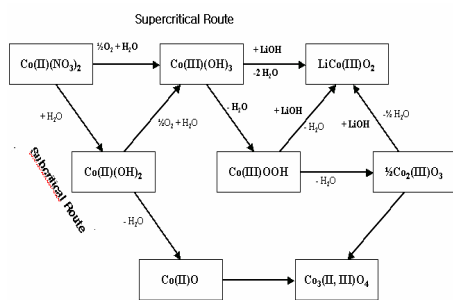 Supercritical Route
½O₂ + H₂O
+ LiOH
Co(II)(NO₃)₂
Co(III)(OH)₃
LiCo(III)O₂
-2 H₂O
- H₂O
+ LiOH
-½ H₂O
+ H₂O
½O₂ + H₂O
- H₂O
+ LiOH
Subcritical Route
Co(II)(OH)₂
Co(III)OOH
½Co₂(III)O₃
- H₂O
- H₂O
Co(II)O
Co₃(II, III)O₄